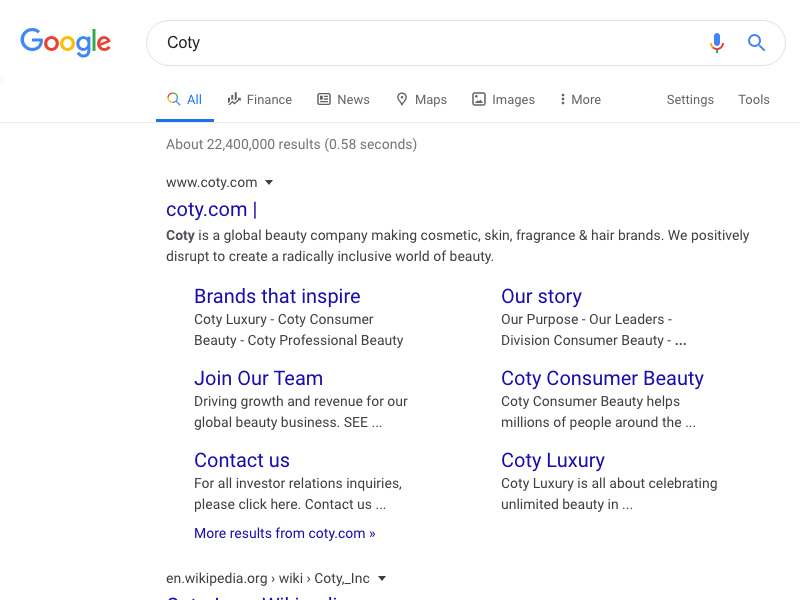 Google
Coty
All Finance News Maps Images More Settings Tools
About 22,400,000 results (0.58 seconds)
www.coty.com
coty.com |
Coty is a global beauty company making cosmetic, skin, fragrance & hair brands. We positively
disrupt to create a radically inclusive world of beauty.
Brands that inspire
Coty Luxury - Coty Consumer
Beauty - Coty Professional Beauty
Our story
Our Purpose - Our Leaders -
Division Consumer Beauty - ...
Join Our Team
Driving growth and revenue for our
global beauty business. SEE ...
Coty Consumer Beauty
Coty Consumer Beauty helps
millions of people around the ...
Contact us
For all investor relations inquiries,
please click here. Contact us ...
Coty Luxury
Coty Luxury is all about celebrating
unlimited beauty in ...
More results from coty.com »
en.wikipedia.org › wiki › Coty,_Inc